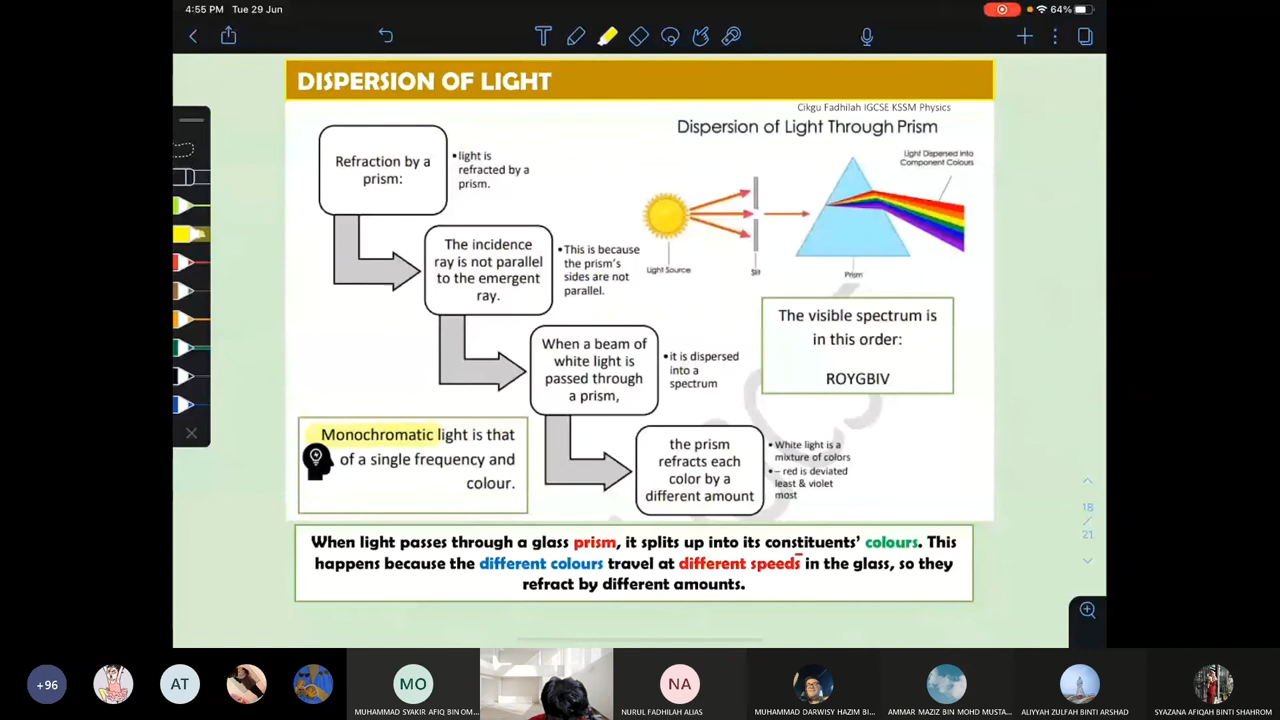 4:55 PM Tue 29 Jun
64%
DISPERSION OF LIGHT
Cikgu Fadhilah IGCSE KSSM Physics
Dispersion of Light Through Prism
Light Dispersed into
Component Colours
Light Source
Slit
Prism
Refraction by a
prism:
•light is
refracted by a
prism.
The incidence
ray is not parallel
to the emergent
ray.
•This is because
the prism's
sides are not
parallel.
When a beam of
white light is
passed through
a prism,
•it is dispersed
into a
spectrum
the prism
refracts each
color by a
different amount
•White light is a
mixture of colors
•– red is deviated
least & violet
most
The visible spectrum is
in this order:
ROYGBIV
Monochromatic light is that
of a single frequency and
colour.
When light passes through a glass prism, it splits up into its constituents' colours. This
happens because the different colours travel at different speeds in the glass, so they
refract by different amounts.
18
/
21
+96
AT
MO
NA
MUHAMMAD SYAKIR AFIQ BIN OM...
NURUL FADHILAH ALIAS
MUHAMMAD DARWISY HAZIM BI...
AMMAR MAZIZ BIN MOHD MUSTA...
ALIYYAH ZULFAH BINTI ARSHAD
SYAZANA AFIQAH BINTI SHAHROM